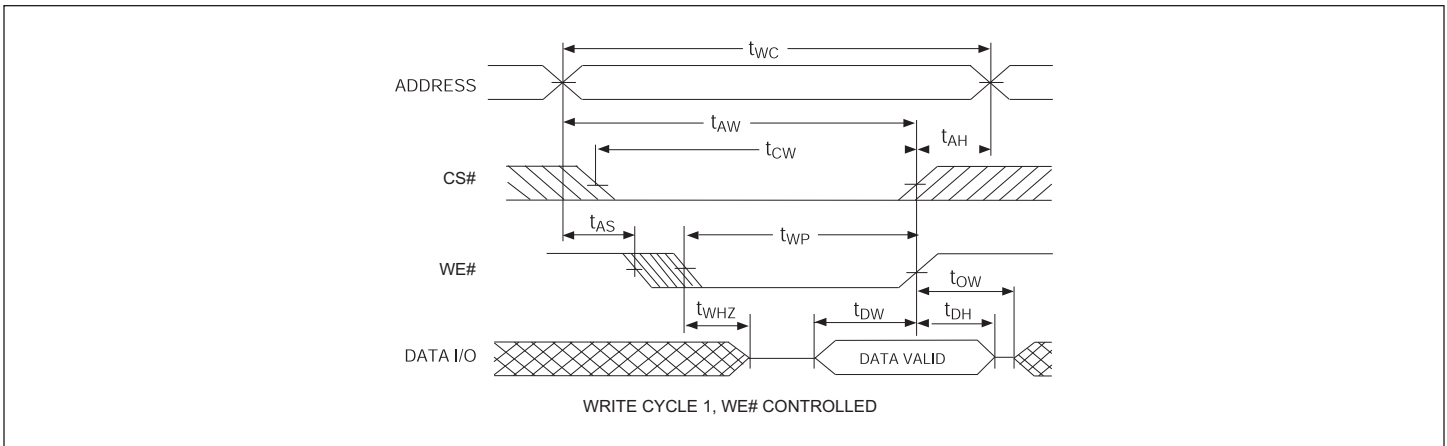 tWC
ADDRESS
tAW
tAH
tCW
CS#
tAS
tWP
WE#
tOW
tWHZ
tDW
tDH
DATA I/O
DATA VALID
WRITE CYCLE 1, WE# CONTROLLED